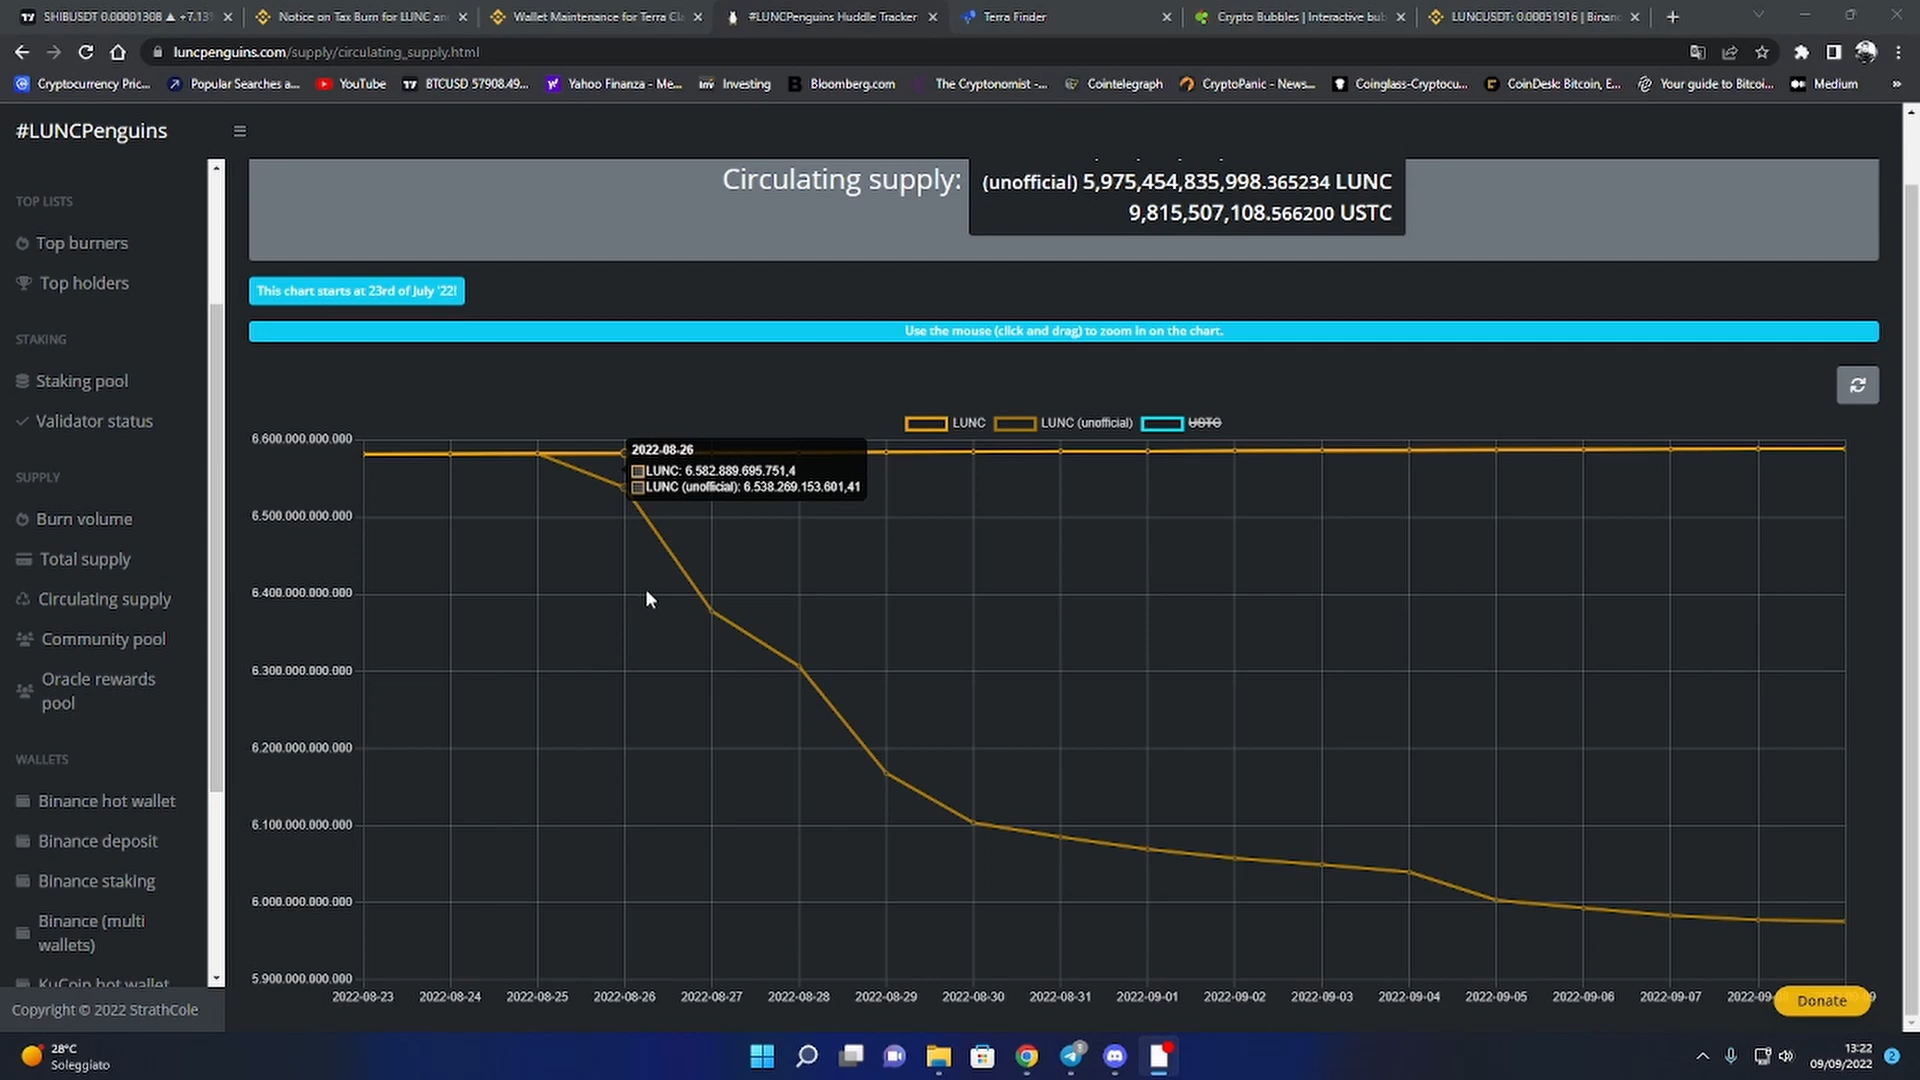 SHIBUSDT 0.00001308 ▲ +7.13%
Notice on Tax Burn for LUNC an
Wallet Maintenance for Terra Cla
#LUNCPenguins Huddle Tracker
Terra Finder
Crypto Bubbles | Interactive bub
LUNCUSDT: 0.00051916 | Binanc
luncpenguins.com/supply/circulating_supply.html
Cryptocurrency Pric...
Popular Searches a...
YouTube
BTCUSD 57908.49...
Yahoo Finanza - Me...
Investing
Bloomberg.com
The Cryptonomist -...
Cointelegraph
CryptoPanic - News...
Coinglass-Cryptocu...
CoinDesk: Bitcoin, E...
Your guide to Bitcoi...
Medium
»
#LUNCPenguins
TOP LISTS
Top burners
Top holders
STAKING
Staking pool
Validator status
SUPPLY
Burn volume
Total supply
Circulating supply
Community pool
Oracle rewards
pool
WALLETS
Binance hot wallet
Binance deposit
Binance staking
Binance (multi
wallets)
KuCoin hot wallet
Copyright © 2022 StrathCole
Circulating supply:
(unofficial) 5,975,454,835,998.365234 LUNC
9,815,507,108.566200 USTC
This chart starts at 23rd of July '22!
Use the mouse (click and drag) to zoom in on the chart.
LUNC
LUNC (unofficial)
USTC
2022-08-26
LUNC: 6.582.889.695.751,4
LUNC (unofficial): 6.538.269.153.601,41
6.600.000.000.000
6.500.000.000.000
6.400.000.000.000
6.300.000.000.000
6.200.000.000.000
6.100.000.000.000
6.000.000.000.000
5.900.000.000.000
2022-08-23
2022-08-24
2022-08-25
2022-08-26
2022-08-27
2022-08-28
2022-08-29
2022-08-30
2022-08-31
2022-09-01
2022-09-02
2022-09-03
2022-09-04
2022-09-05
2022-09-06
2022-09-07
Donate
28°C
Soleggiato
3
13:22
09/09/2022
2